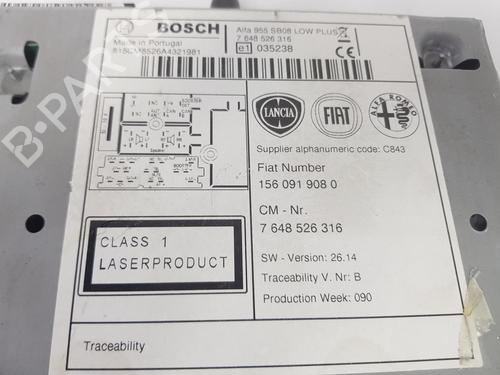 BOSCH
Alfa 955 SB08 LOW PLUS
7 648 526 316
Made in Portugal
e1 035238
LANCIA
FIAT
ALFA ROMEO
Supplier alphanumeric code: C843
Fiat Number
156 091 908 0
CM - Nr.
7 648 526 316
CLASS 1
LASERPRODUCT
SW - Version: 26.14
Traceability V. Nr: B
Production Week: 090
Traceability
B-PARTS